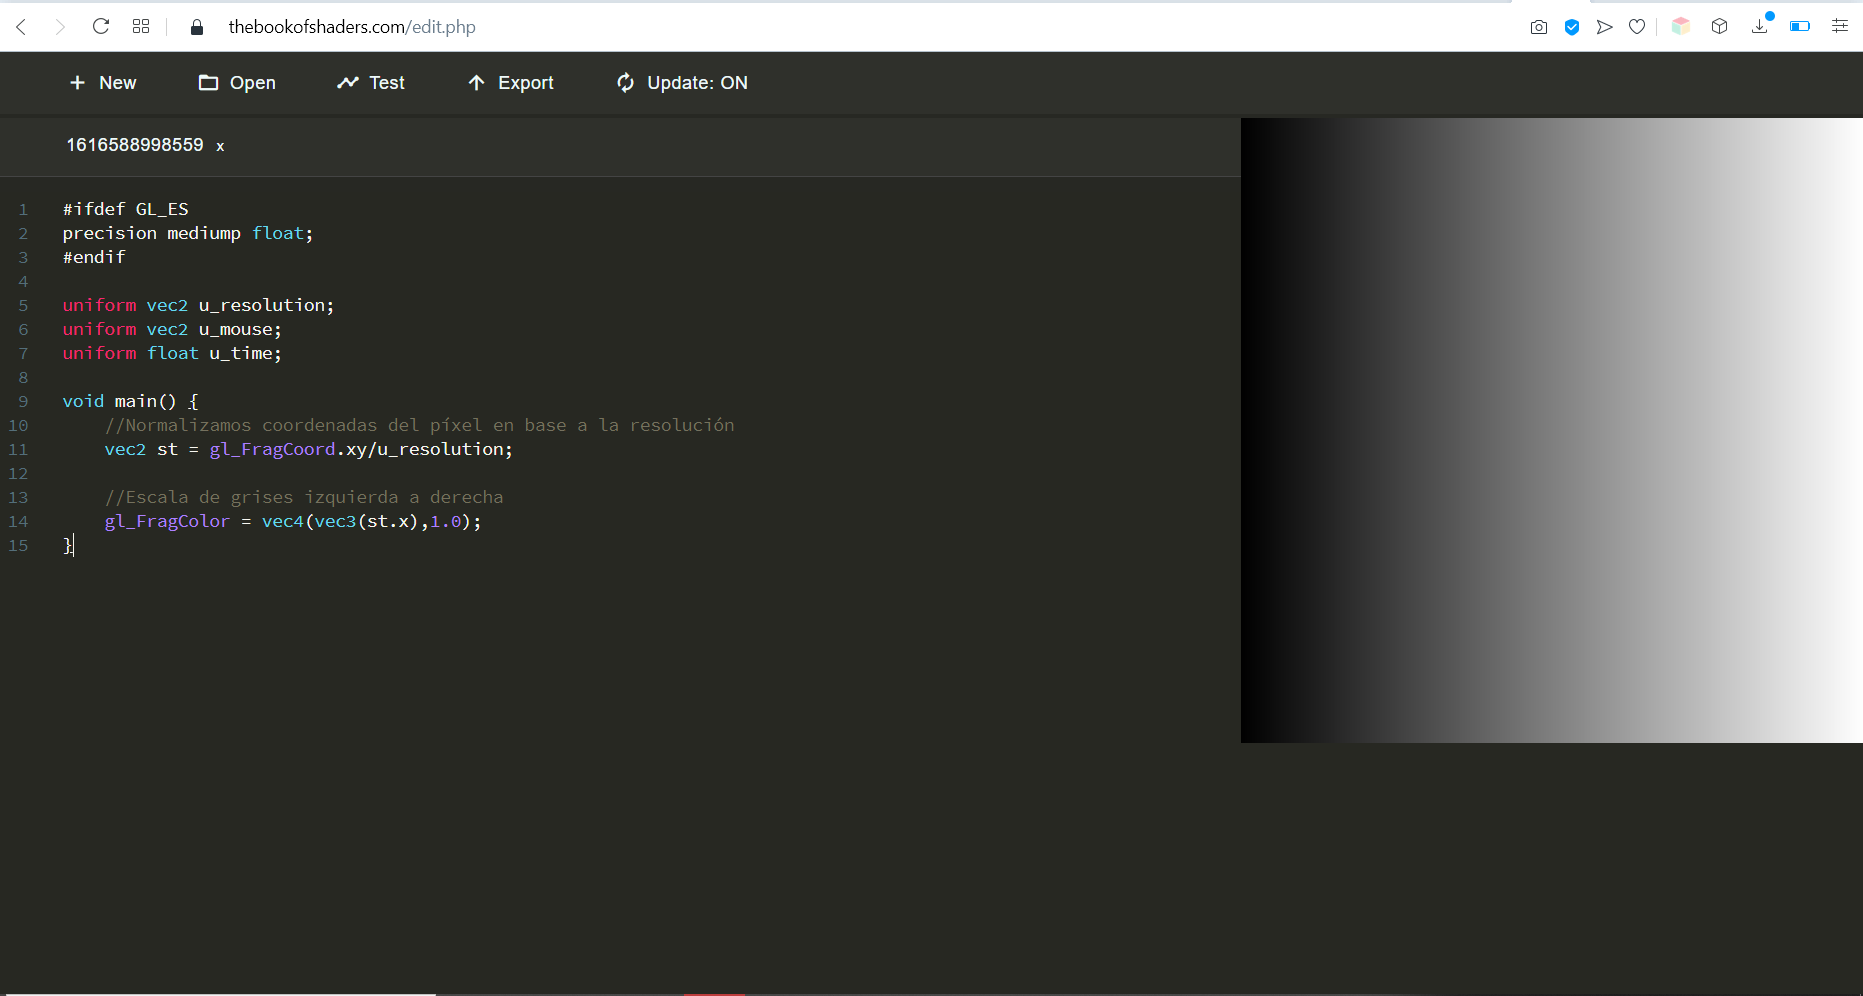 thebookofshaders.com/edit.php
New Open Test Export Update: ON
1616588998559 x
1 #ifdef GL_ES
2 precision mediump float;
3 #endif
4
5 uniform vec2 u_resolution;
6 uniform vec2 u_mouse;
7 uniform float u_time;
8
9 void main() {
10 //Normalizamos coordenadas del píxel en base a la resolución
11 vec2 st = gl_FragCoord.xy/u_resolution;
12
13 //Escala de grises izquierda a derecha
14 gl_FragColor = vec4(vec3(st.x),1.0);
15 }